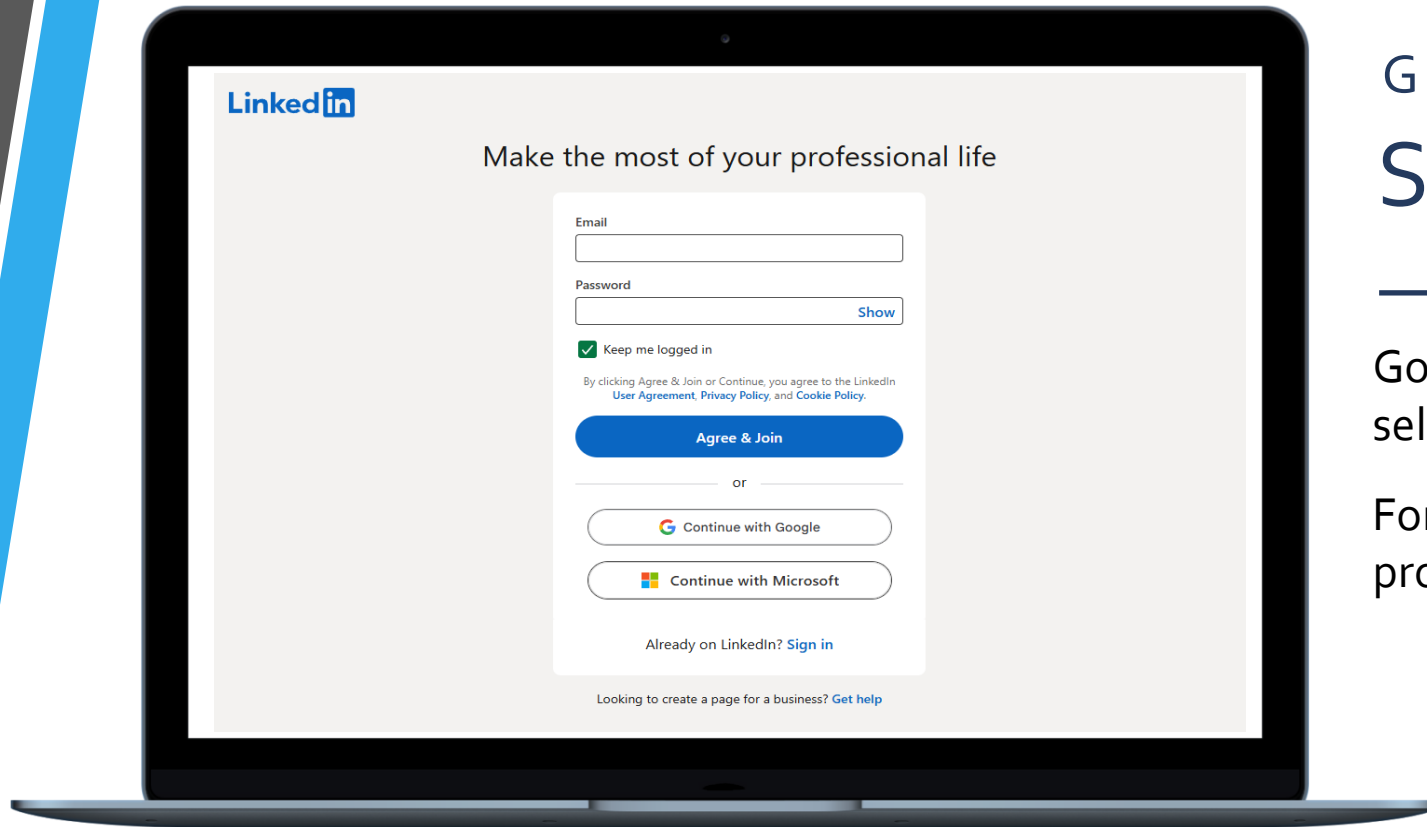 Linked in
Make the most of your professional life
Email
Password
Show
Keep me logged in
By clicking Agree & Join or Continue, you agree to the LinkedIn
User Agreement, Privacy Policy, and Cookie Policy.
Agree & Join
or
Continue with Google
Continue with Microsoft
Already on LinkedIn? Sign in
Looking to create a page for a business? Get help
G
S
Go
sel
For
pro